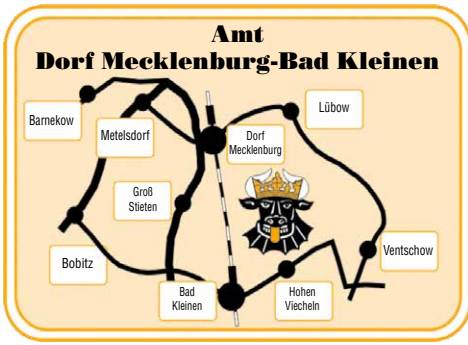 Amt
Dorf Mecklenburg-Bad Kleinen
Barnekow
Metelsdorf
Dorf
Mecklenburg
Lübow
Groß
Stieten
Bobitz
Ventschow
Bad
Kleinen
Hohen
Viecheln